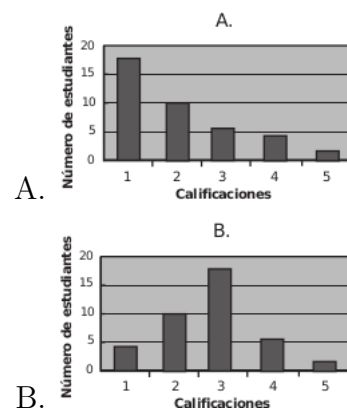 A.
Número de estudiantes
20
15
10
5
0
1 2 3 4 5
Calificaciones
A.
B.
Número de estudiantes
20
15
10
5
0
1 2 3 4 5
Calificaciones
B.